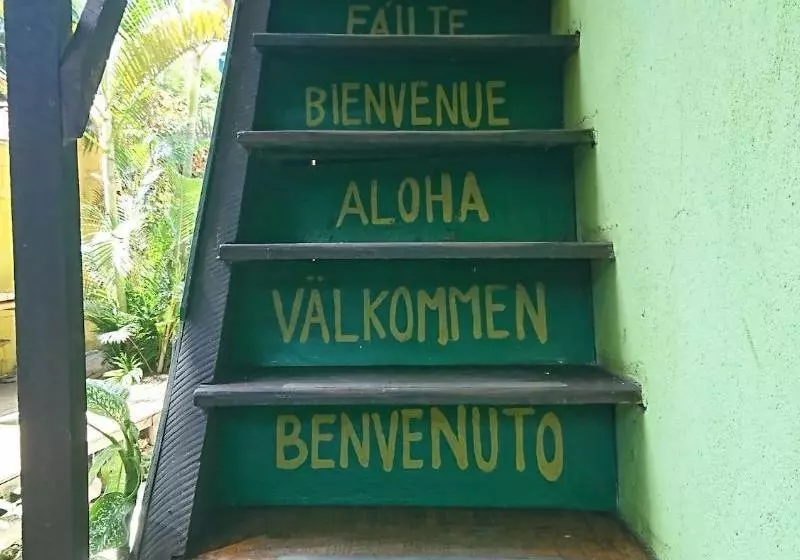 FÁILTE
BIENVENUE
ALOHA
VÄLKOMMEN
BENVENUTO